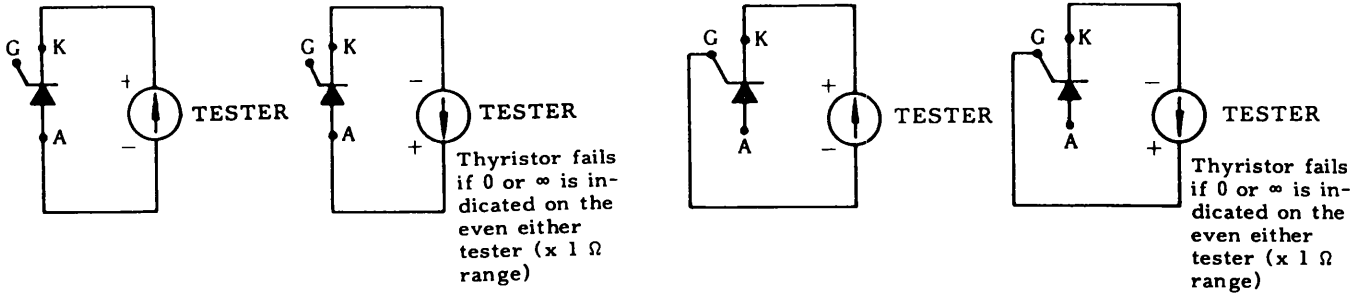 G K
+
TESTER
−
A
G K
−
TESTER
+
A
Thyristor fails
if 0 or ∞ is in-
dicated on the
even either
tester (x 1 Ω
range)
G K
+
TESTER
−
A
G K
−
TESTER
+
A
Thyristor fails
if 0 or ∞ is in-
dicated on the
even either
tester (x 1 Ω
range)